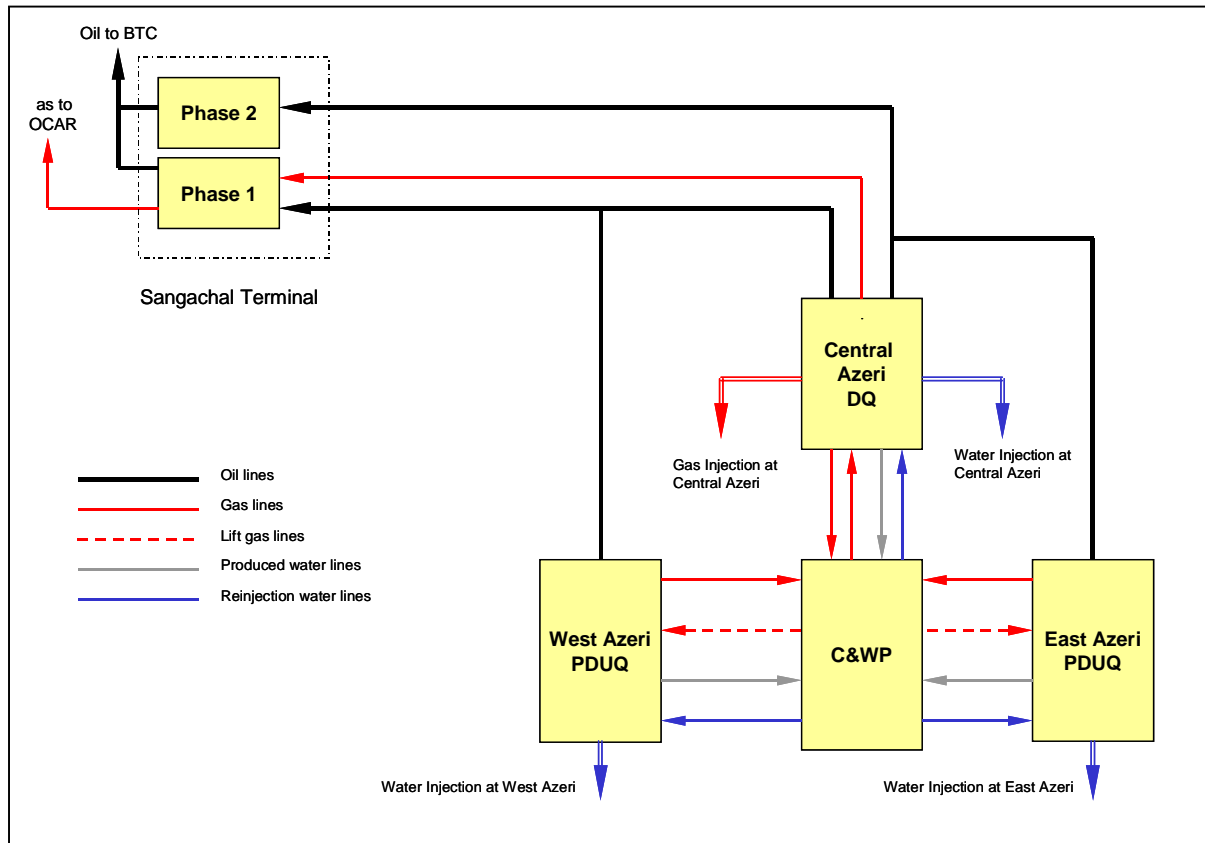 Oil to BTC
as to
OCAR
Phase 2
Phase 1
Sangachal Terminal
Central
Azeri
DQ
Gas Injection at
Central Azeri
Water Injection at
Central Azeri
Oil lines
Gas lines
Lift gas lines
Produced water lines
Reinjection water lines
West Azeri
PDUQ
C&WP
East Azeri
PDUQ
Water Injection at West Azeri
Water Injection at East Azeri